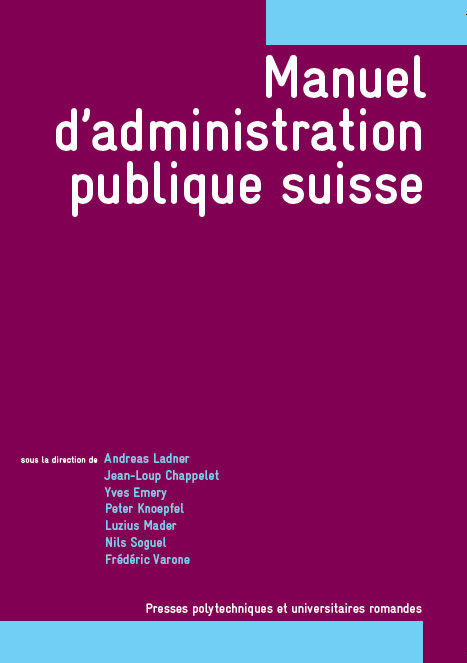 Manuel
d'administration
publique suisse
sous la direction de Andreas Ladner
Jean-Loup Chappelet
Yves Emery
Peter Knoepfel
Luzius Mader
Nils Soguel
Frédéric Varone
Presses polytechniques et universitaires romandes